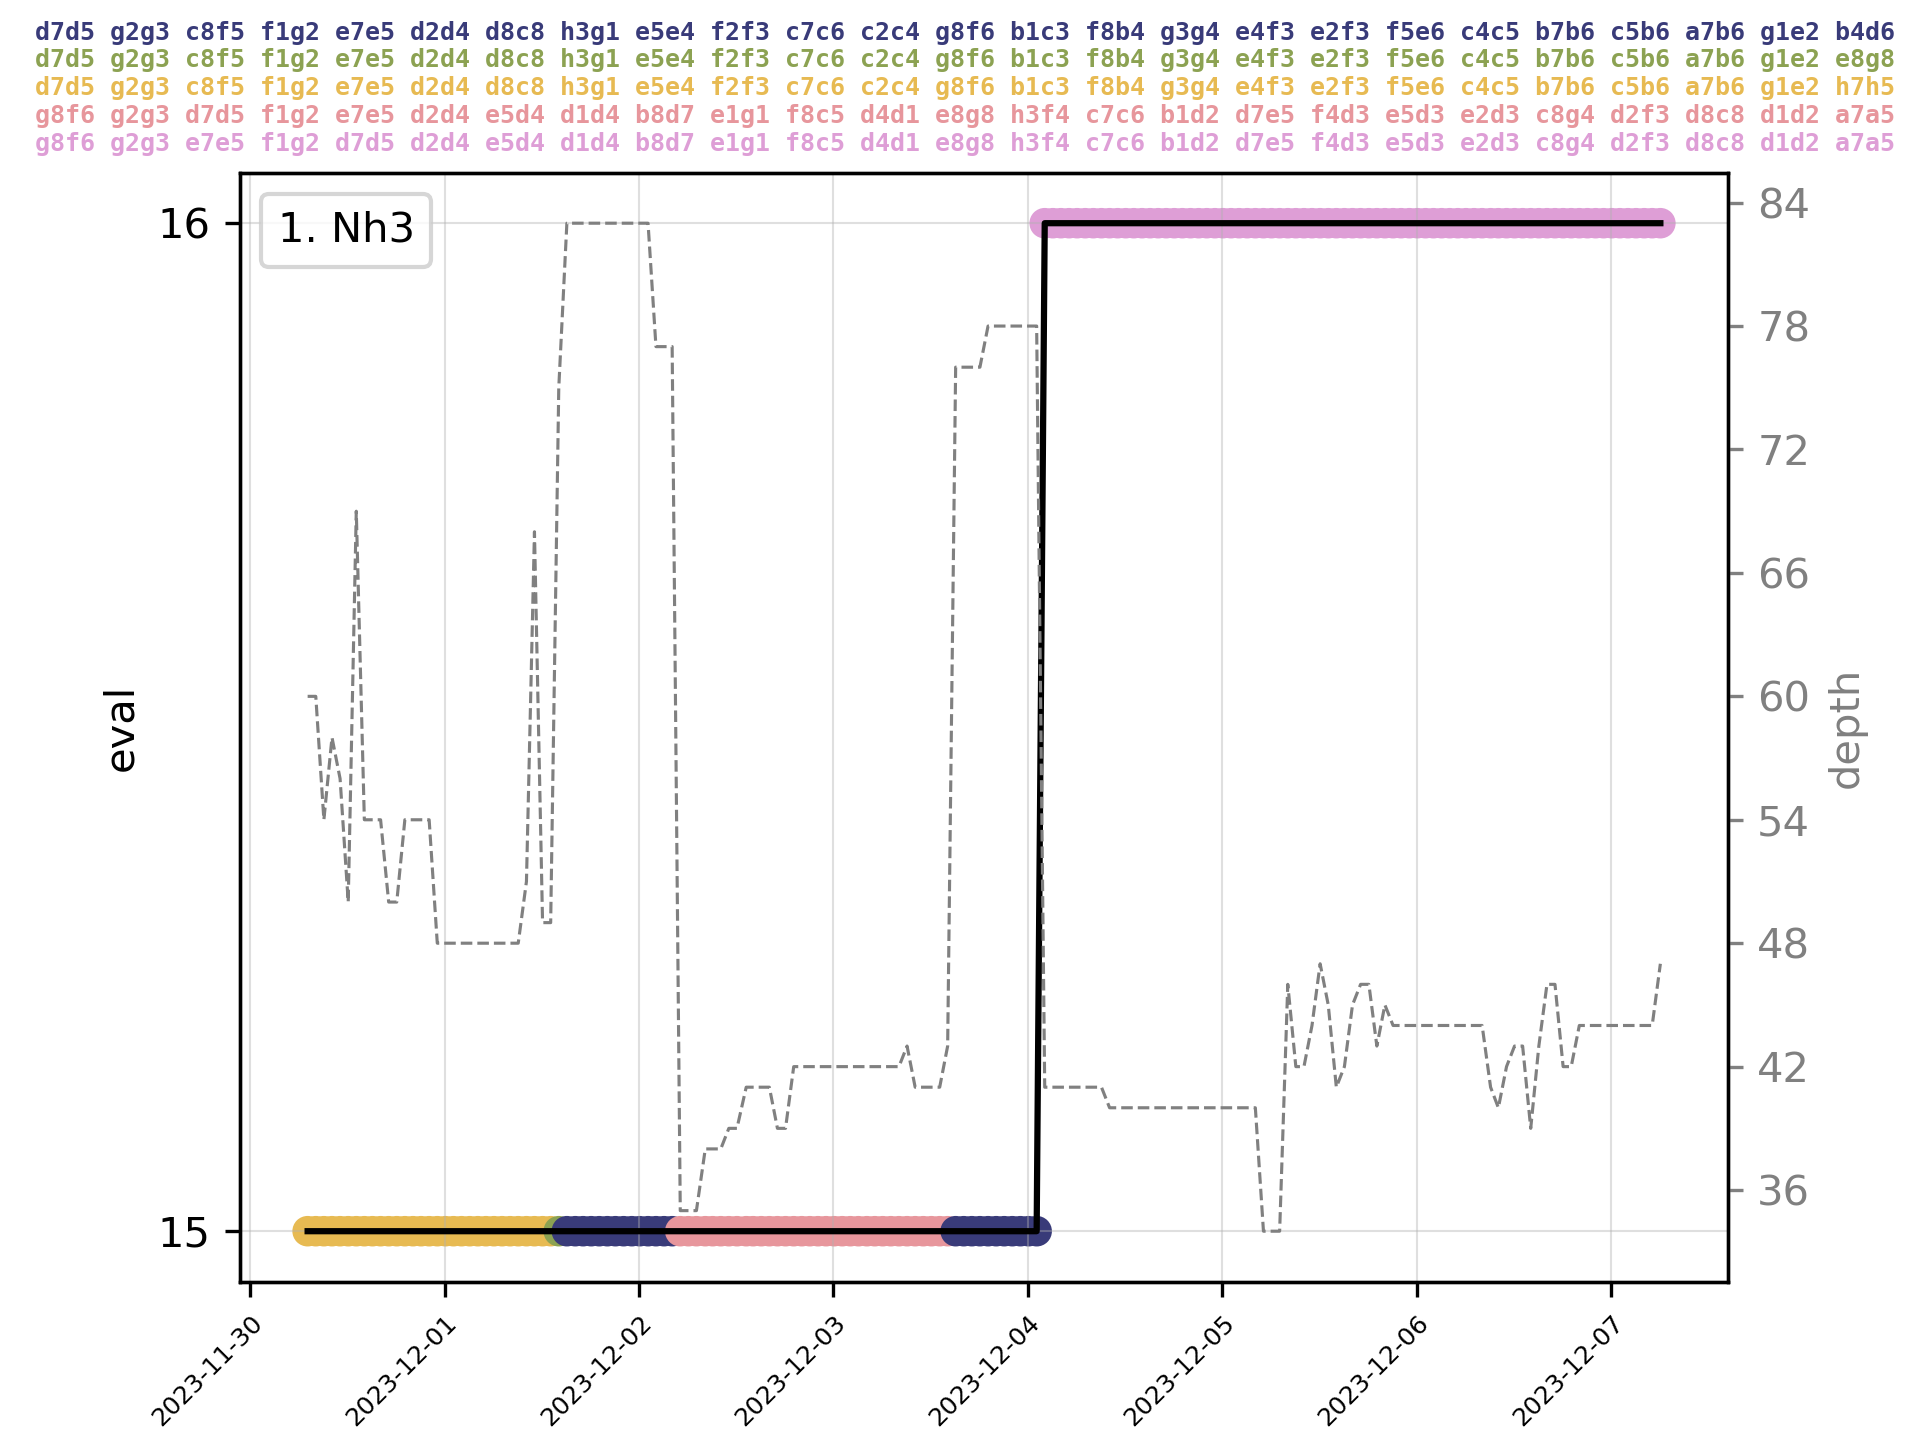 d7d5 g2g3 c8f5 f1g2 e7e5 d2d4 d8c8 h3g1 e5e4 f2f3 c7c6 c2c4 g8f6 b1c3 f8b4 g3g4 e4f3 e2f3 f5e6 c4c5 b7b6 c5b6 a7b6 g1e2 b4d6
d7d5 g2g3 c8f5 f1g2 e7e5 d2d4 d8c8 h3g1 e5e4 f2f3 c7c6 c2c4 g8f6 b1c3 f8b4 g3g4 e4f3 e2f3 f5e6 c4c5 b7b6 c5b6 a7b6 g1e2 e8g8
d7d5 g2g3 c8f5 f1g2 e7e5 d2d4 d8c8 h3g1 e5e4 f2f3 c7c6 c2c4 g8f6 b1c3 f8b4 g3g4 e4f3 e2f3 f5e6 c4c5 b7b6 c5b6 a7b6 g1e2 h7h5
g8f6 g2g3 d7d5 f1g2 e7e5 d2d4 e5d4 d1d4 b8d7 e1g1 f8c5 d4d1 e8g8 h3f4 c7c6 b1d2 d7e5 f4d3 e5d3 e2d3 c8g4 d2f3 d8c8 d1d2 a7a5
g8f6 g2g3 e7e5 f1g2 d7d5 d2d4 e5d4 d1d4 b8d7 e1g1 f8c5 d4d1 e8g8 h3f4 c7c6 b1d2 d7e5 f4d3 e5d3 e2d3 c8g4 d2f3 d8c8 d1d2 a7a5
1. Nh3
16
15
eval
84
78
72
66
60
54
48
42
36
depth
2023-11-30
2023-12-01
2023-12-02
2023-12-03
2023-12-04
2023-12-05
2023-12-06
2023-12-07